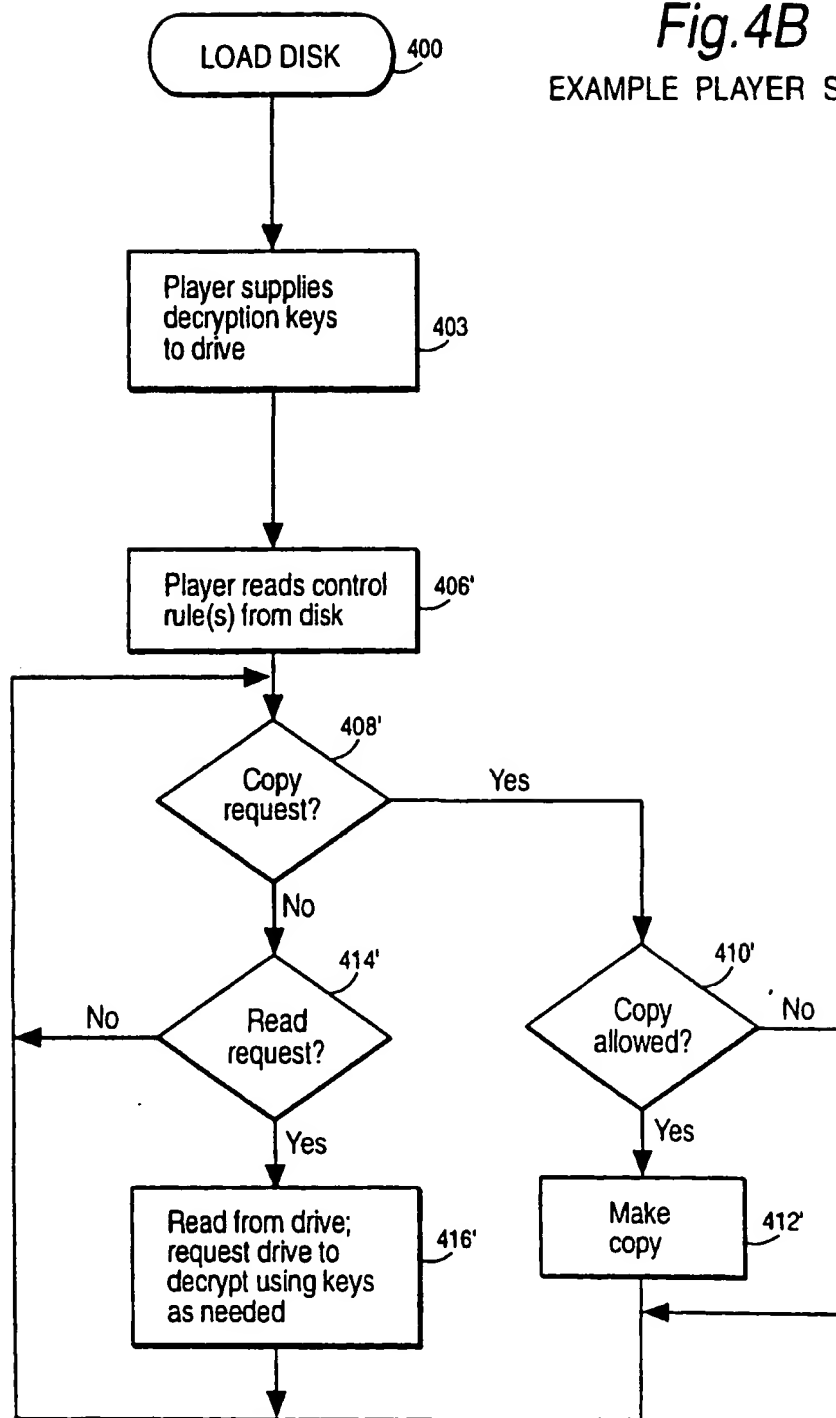 Fig.4B
EXAMPLE PLAYER S
LOAD DISK
400
Player supplies
decryption keys
to drive
403
Player reads control
rule(s) from disk
406'
408'
Copy
request?
Yes
No
414'
Read
request?
No
410'
Copy
allowed?
No
Yes
Yes
Read from drive;
request drive to
decrypt using keys
as needed
416'
Make
copy
412'